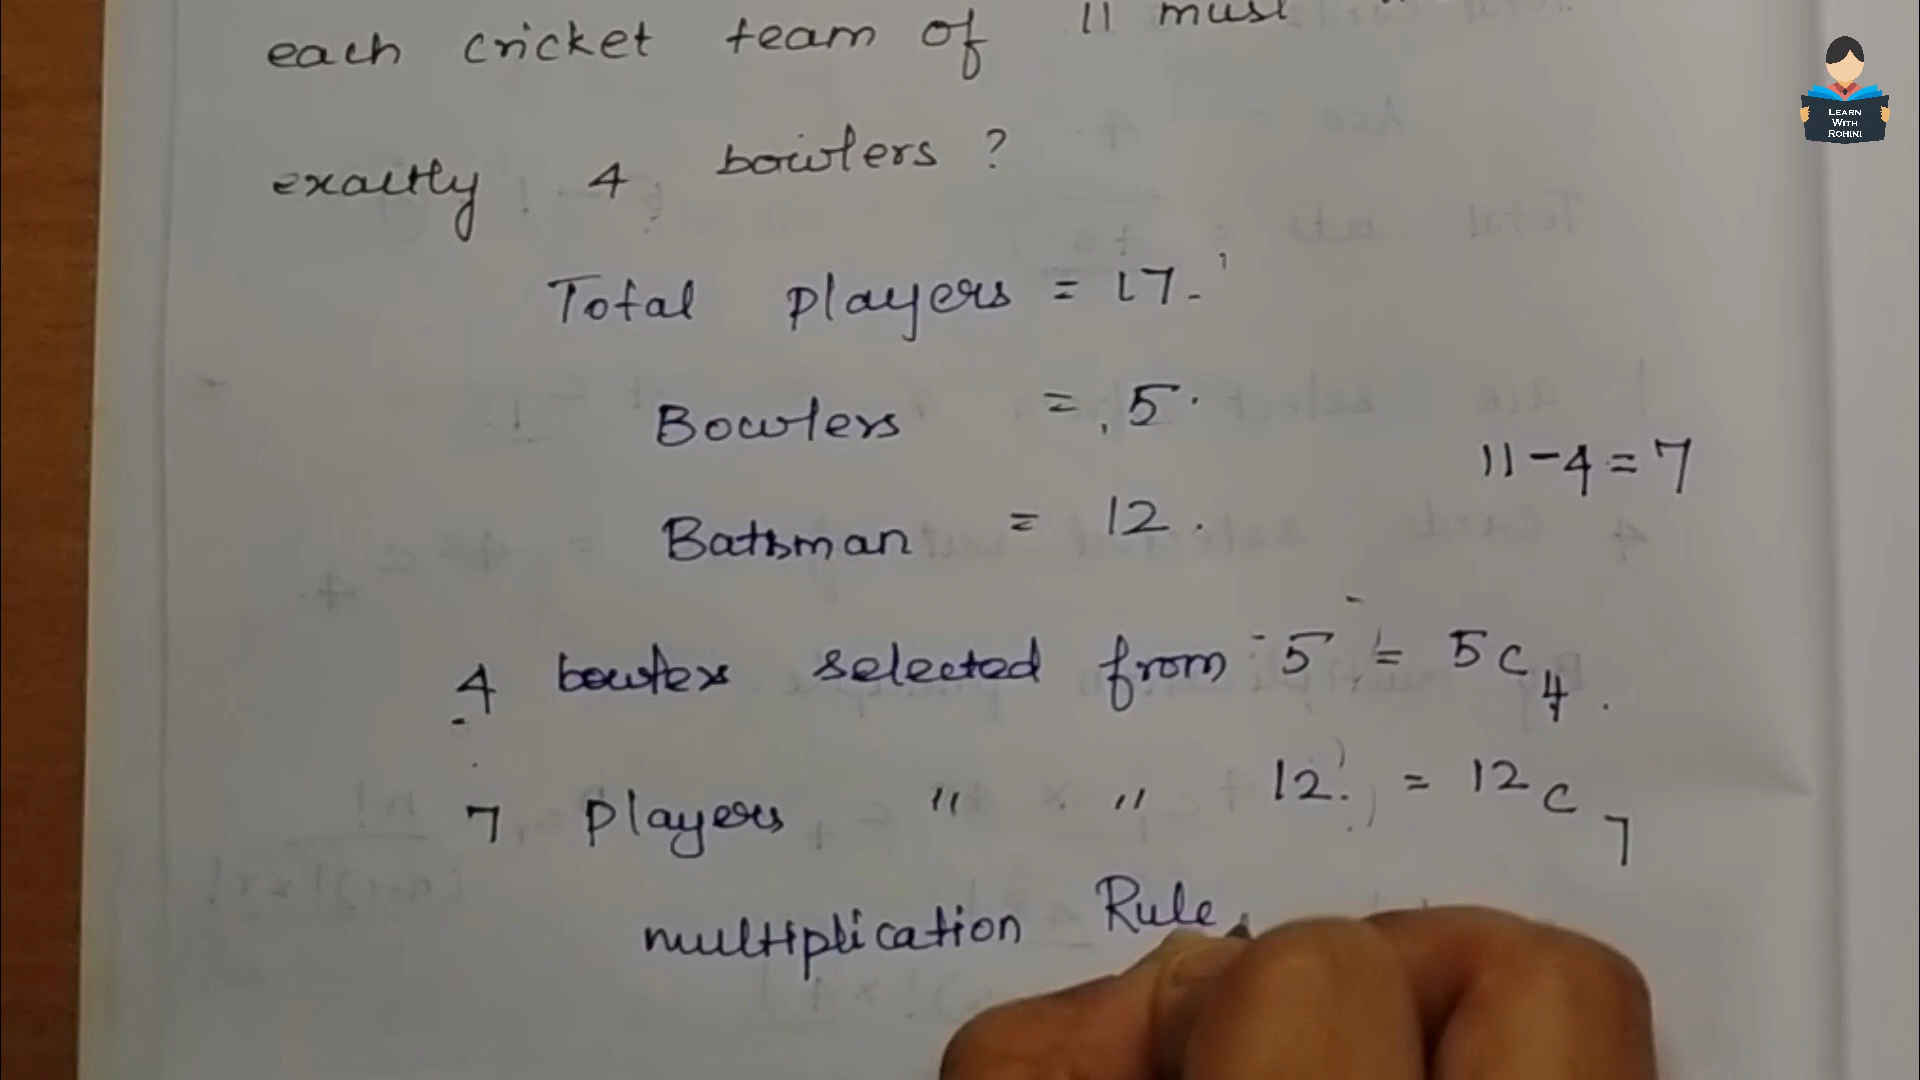 each cricket team of 11 must
exactly 4 bowlers ?
Total players = 17.
Bowlers = 5.
Batsman = 12.
11-4=7
4 bowlers selected from 5 = 5C4.
7 players " " 12. = 12C7
multiplication Rule
LEARN
WITH
ROHINI